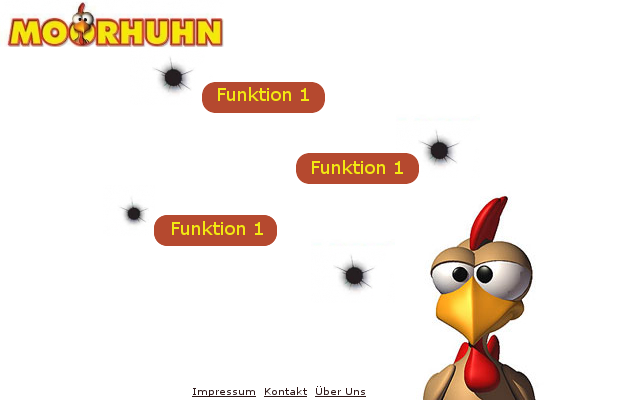 MOORHUHN
Funktion 1
Funktion 1
Funktion 1
Impressum Kontakt Über Uns